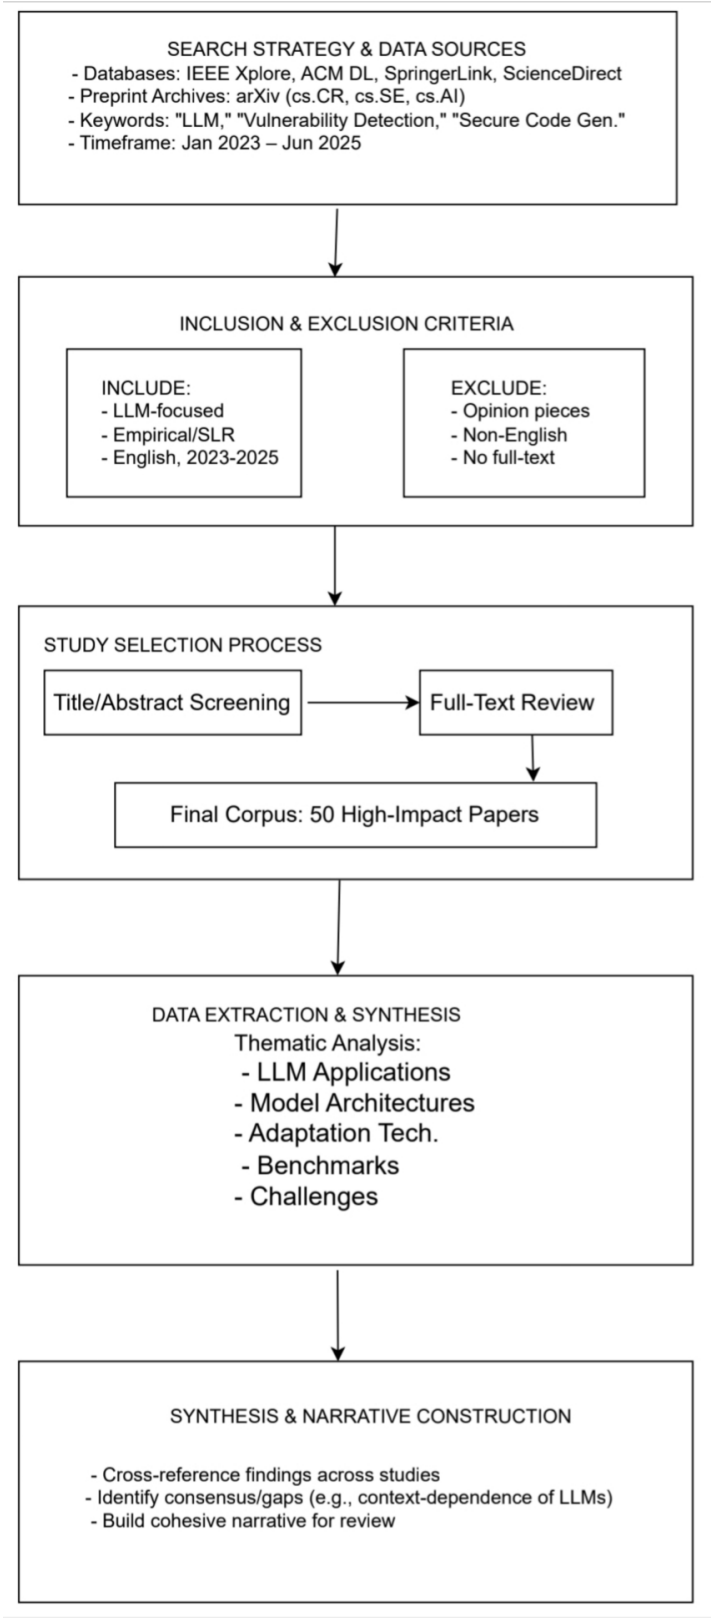 SEARCH STRATEGY & DATA SOURCES
- Databases: IEEE Xplore, ACM DL, SpringerLink, ScienceDirect
- Preprint Archives: arXiv (cs.CR, cs.SE, cs.AI)
- Keywords: "LLM," "Vulnerability Detection," "Secure Code Gen."
- Timeframe: Jan 2023 – Jun 2025
INCLUSION & EXCLUSION CRITERIA
INCLUDE:
- LLM-focused
- Empirical/SLR
- English, 2023-2025
EXCLUDE:
- Opinion pieces
- Non-English
- No full-text
STUDY SELECTION PROCESS
Title/Abstract Screening
Full-Text Review
Final Corpus: 50 High-Impact Papers
DATA EXTRACTION & SYNTHESIS
Thematic Analysis:
- LLM Applications
- Model Architectures
- Adaptation Tech.
- Benchmarks
- Challenges
SYNTHESIS & NARRATIVE CONSTRUCTION
- Cross-reference findings across studies
- Identify consensus/gaps (e.g., context-dependence of LLMs)
- Build cohesive narrative for review